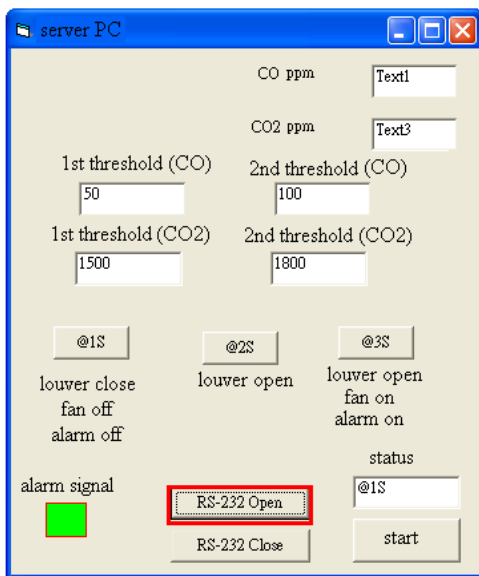 server PC
CO ppm
Text1
CO2 ppm
Text3
1st threshold (CO)
2nd threshold (CO)
50
100
1st threshold (CO2)
2nd threshold (CO2)
1500
1800
@1S
@2S
@3S
louver close
fan off
alarm off
louver open
louver open
fan on
alarm on
status
alarm signal
@1S
RS-232 Open
RS-232 Close
start